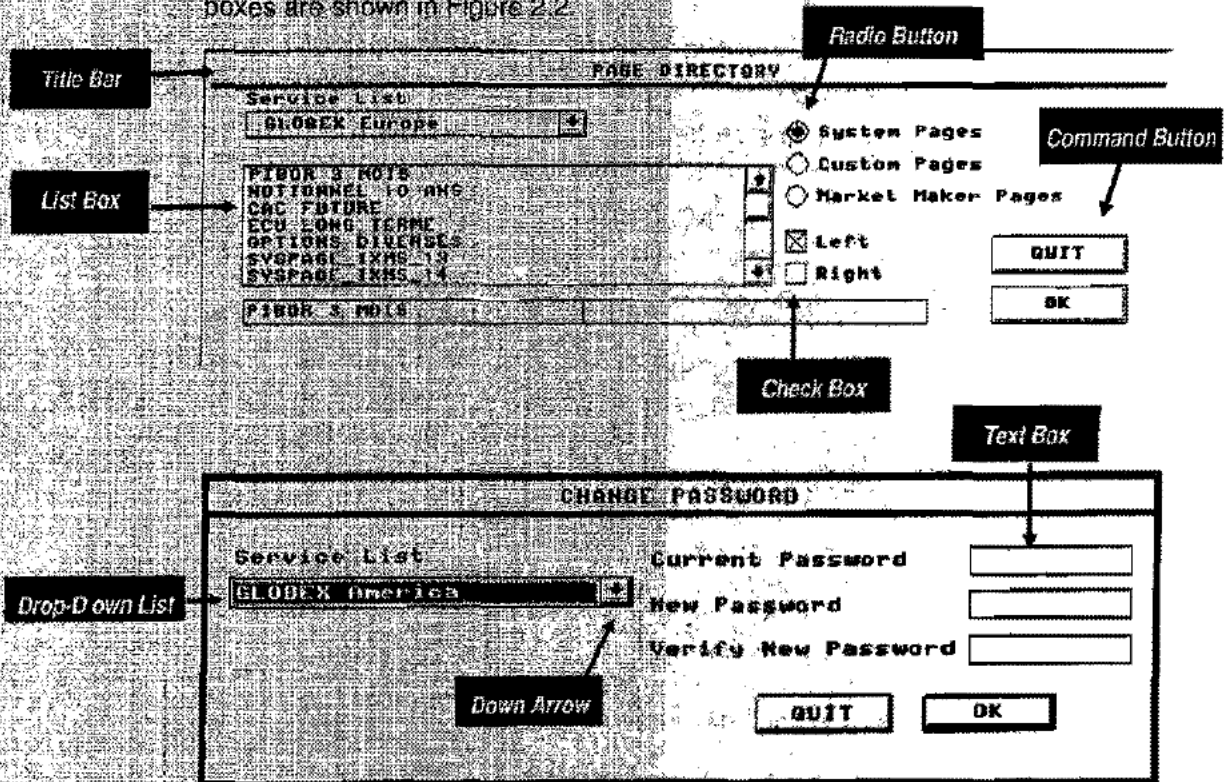 boxes are shown in Figure 2.2
Radio Button
Title Bar
PAGE DIRECTORY
Service List
GLOBEX Europe
System Pages
Command Button
Custom Pages
List Box
PIBOR 3 MOIS
NOTIONNEL 10 ANS
Market Maker Pages
CAC FUTURE
ECU LONG TERME
OPTIONS DIVERSES
Left
QUIT
SYSPAGE_IXMS_13
SYSPAGE_IXMS_14
Right
OK
PIBOR 3 MOIS
Check Box
Text Box
CHANGE PASSWORD
Service List
Current Password
Drop-Down List
GLOBEX America
New Password
Verify New Password
Down Arrow
QUIT
OK